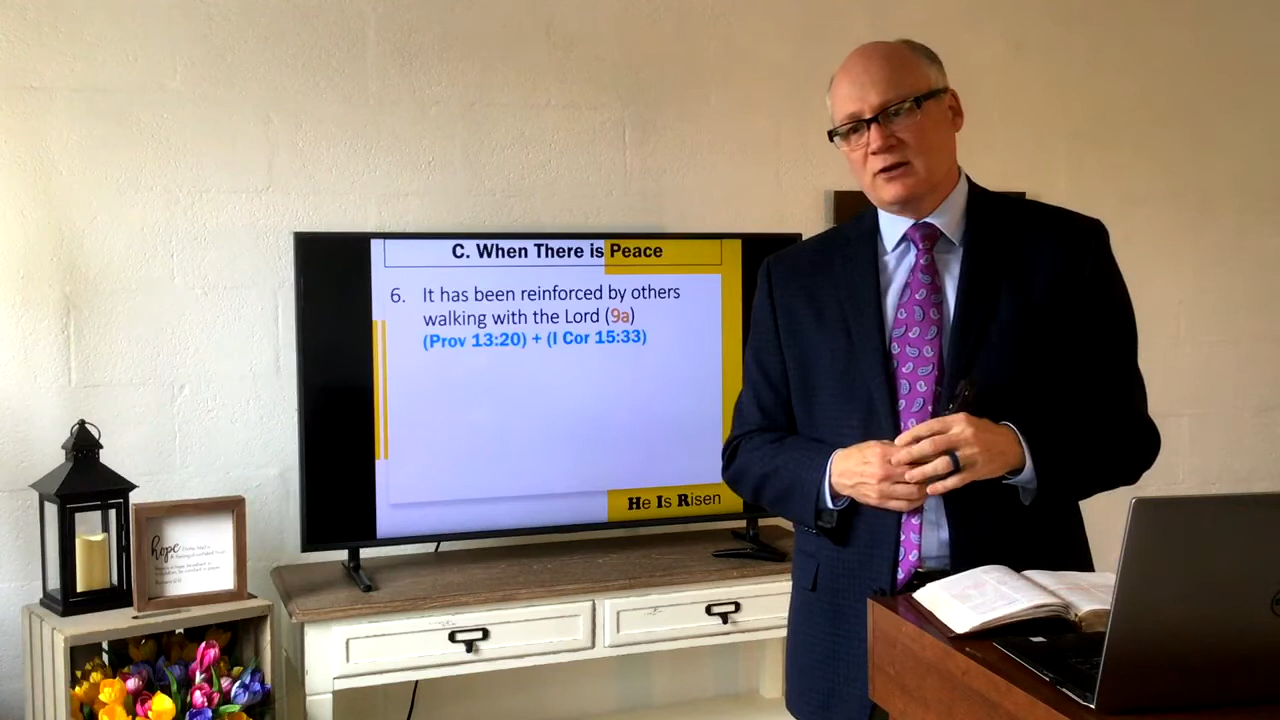 C. When There is Peace
6. It has been reinforced by others
walking with the Lord (9a)
(Prov 13:20) + (I Cor 15:33)
He Is Risen
hope